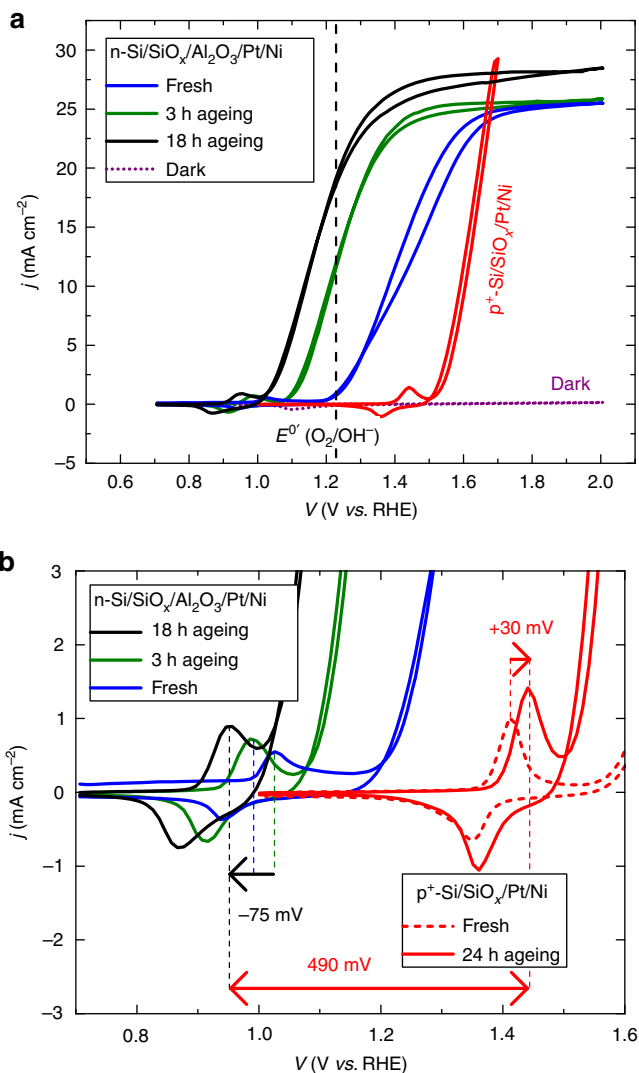 a
30
25
20
15
10
5
0
−5
j (mA cm⁻²)
n-Si/SiOₓ/Al₂O₃/Pt/Ni
Fresh
3 h ageing
18 h ageing
Dark
p⁺-Si/SiOₓ/Pt/Ni
Dark
E⁰′ (O₂/OH⁻)
0.6 0.8 1.0 1.2 1.4 1.6 1.8 2.0
V (V vs. RHE)
b
3
2
1
0
−1
−2
−3
j (mA cm⁻²)
n-Si/SiOₓ/Al₂O₃/Pt/Ni
18 h ageing
3 h ageing
Fresh
+30 mV
−75 mV
p⁺-Si/SiOₓ/Pt/Ni
Fresh
24 h ageing
490 mV
0.8 1.0 1.2 1.4 1.6
V (V vs. RHE)